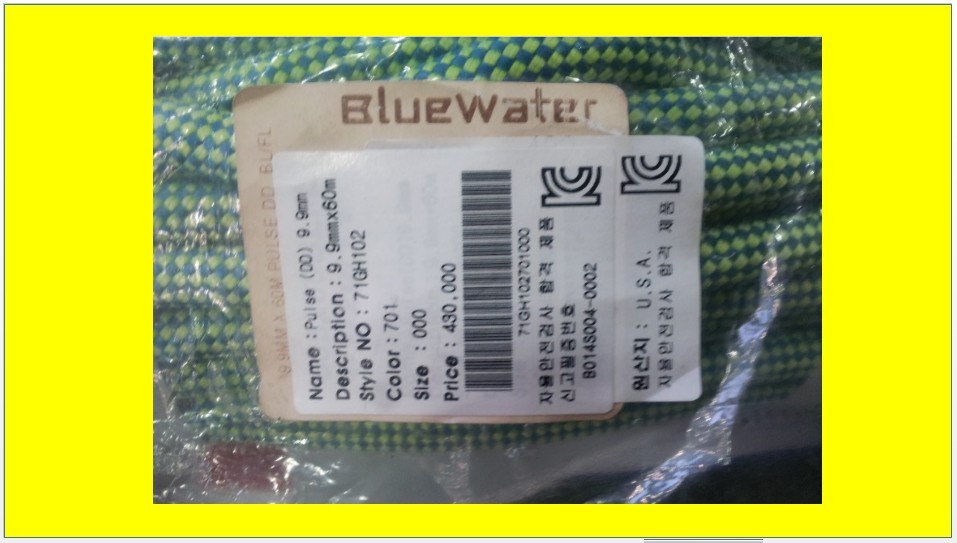 BlueWater
9.9MM X 60M PULSE DD BUFL
Name : Pulse (DD) 9.9mm
Description : 9.9mmx60m
Style NO : 71GH102
Color : 701
Size : 000
Price : 430,000
71GH102701000
자율안전검사 합격 제품
신고필증번호
B014S004-0002
원산지 : U.S.A.
자율안전검사 합격 제품